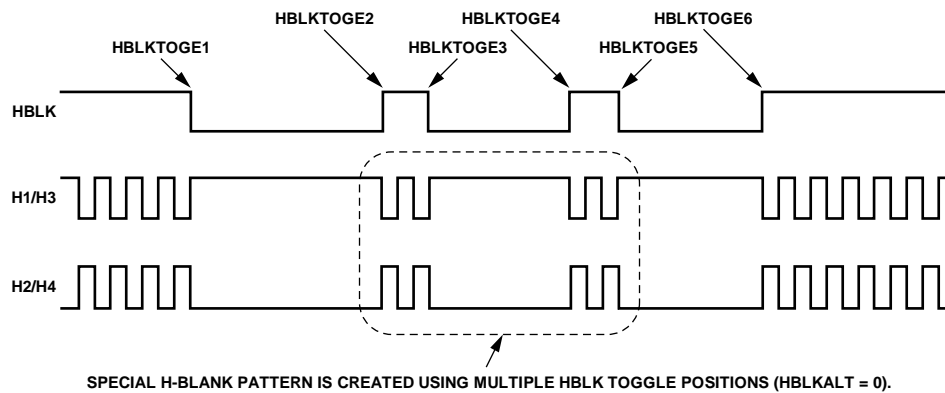 HBLKTOGE2 HBLKTOGE4 HBLKTOGE6
HBLKTOGE1 HBLKTOGE3 HBLKTOGE5
HBLK
H1/H3
H2/H4
SPECIAL H-BLANK PATTERN IS CREATED USING MULTIPLE HBLK TOGGLE POSITIONS (HBLKALT = 0).